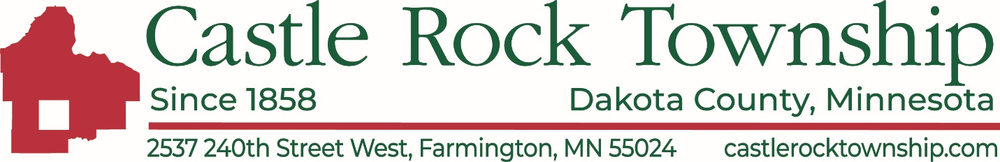 Castle Rock Township
Since 1858 Dakota County, Minnesota
2537 240th Street West, Farmington, MN 55024 castlerocktownship.com